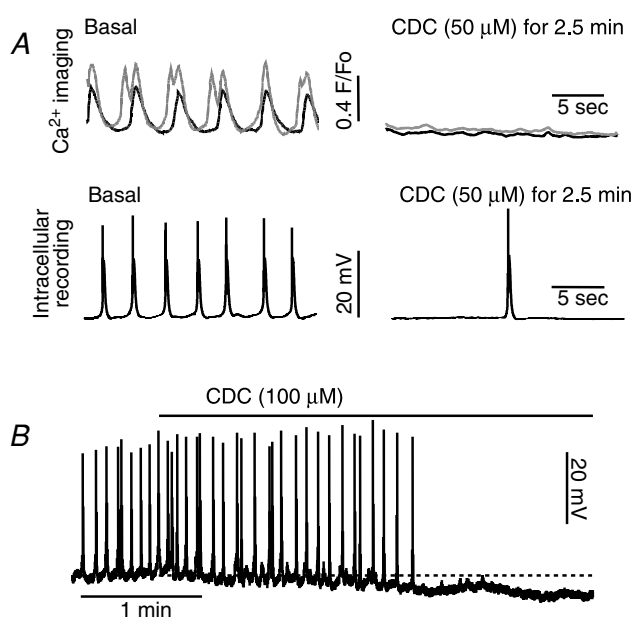 A
Basal
CDC (50 μM) for 2.5 min
Ca2+ imaging
0.4 F/Fo
5 sec
Basal
CDC (50 μM) for 2.5 min
Intracellular
recording
20 mV
5 sec
CDC (100 μM)
B
20 mV
1 min